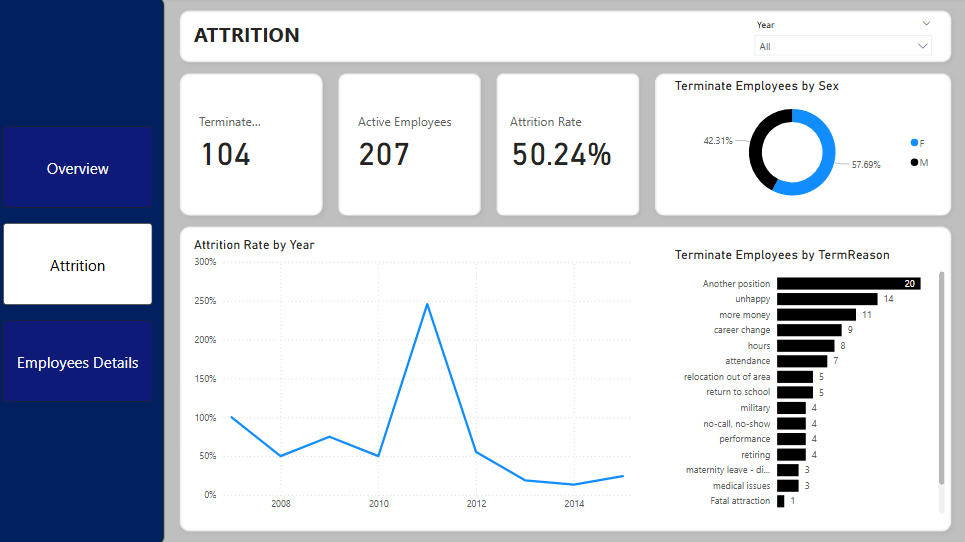 ATTRITION
Year
All
Overview
Attrition
Employees Details
Terminate...
104
Active Employees
207
Attrition Rate
50.24%
Terminate Employees by Sex
42.31%
57.69%
F
M
Attrition Rate by Year
300%
250%
200%
150%
100%
50%
0%
2008
2010
2012
2014
Terminate Employees by TermReason
Another position 20
unhappy 14
more money 11
career change 9
hours 8
attendance 7
relocation out of area 5
return to school 5
military 4
no-call, no-show 4
performance 4
retiring 4
maternity leave - di... 3
medical issues 3
Fatal attraction 1